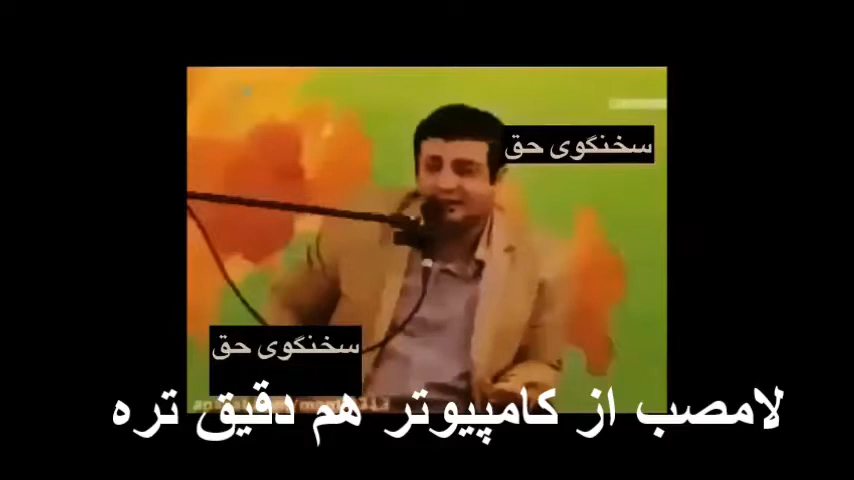 سخنگوی حق
سخنگوی حق
لامصب از کامپیوتر هم دقیق تره